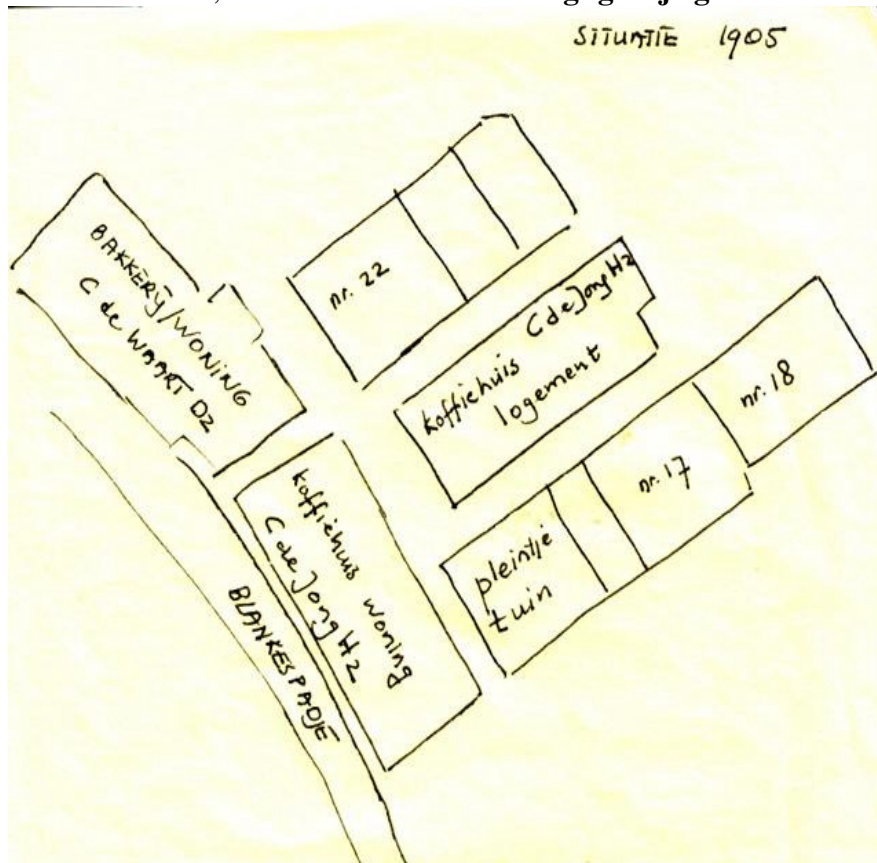 SITUATIE 1905
BAKKERIJ/WONING
C de WAART DZ
nr. 22
koffiehuis C de Jong HZ
logement
nr. 18
nr. 17
pleintje
tuin
koffiehuis woning
C de Jong HZ
BLANKESPADJE